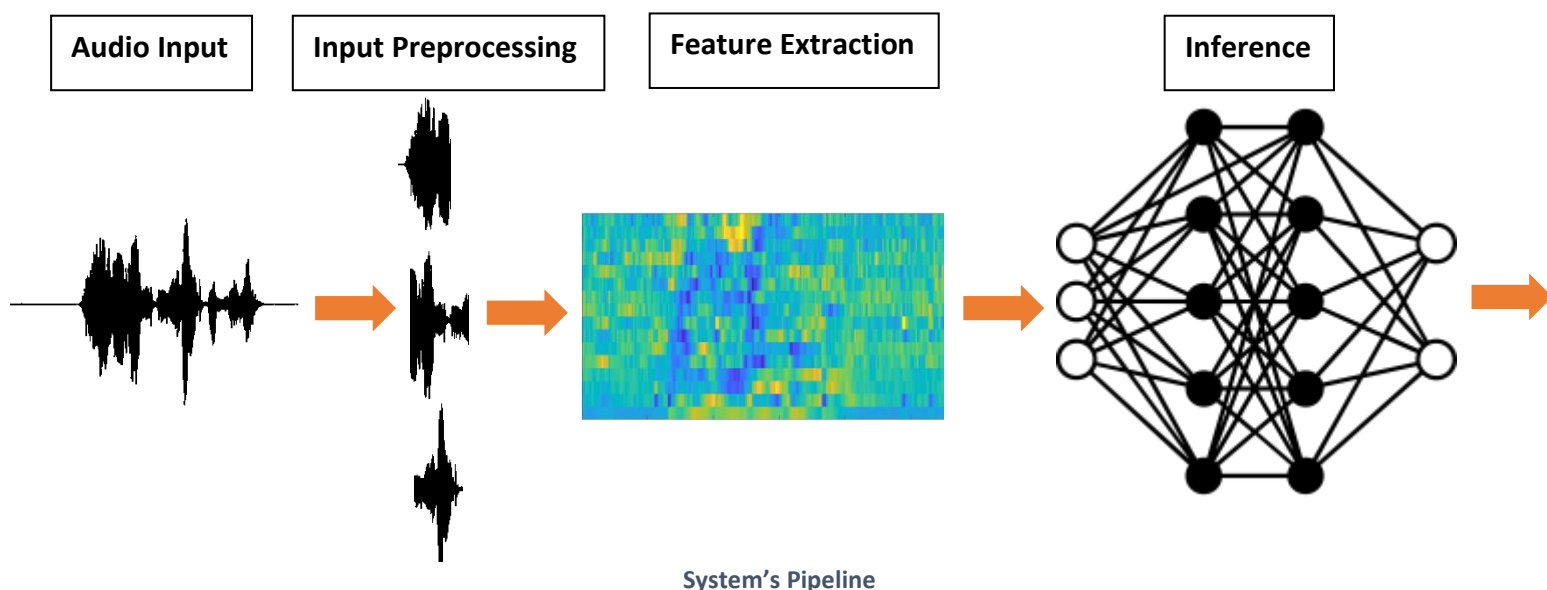 Audio Input
Input Preprocessing
Feature Extraction
Inference
System’s Pipeline